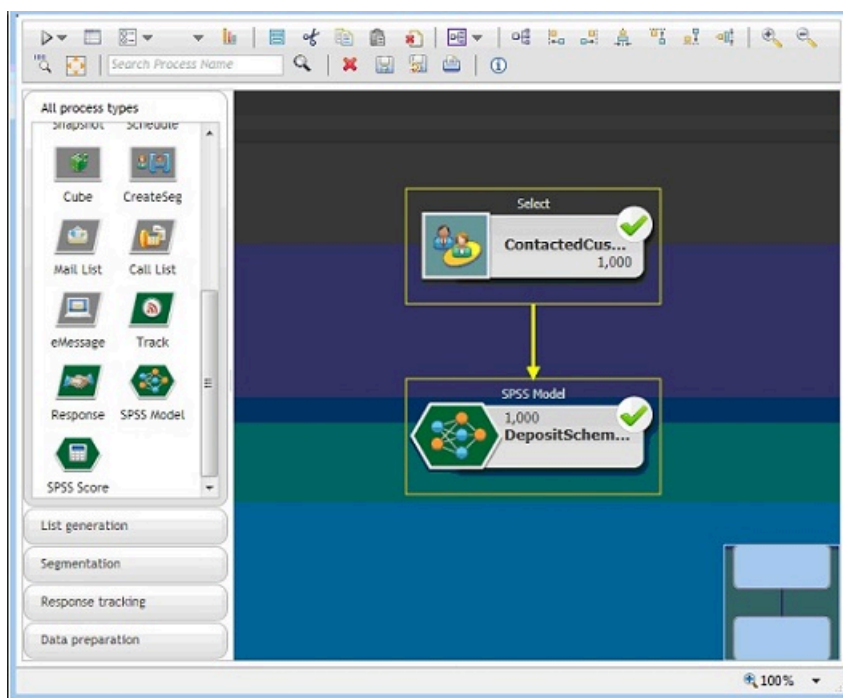 Search Process Name
All process types
Snapshot Schedule
Cube CreateSeg
Mail List Call List
eMessage Track
Response SPSS Model
SPSS Score
List generation
Segmentation
Response tracking
Data preparation
Select
ContactedCus...
1,000
SPSS Model
1,000
DepositSchem...
100%